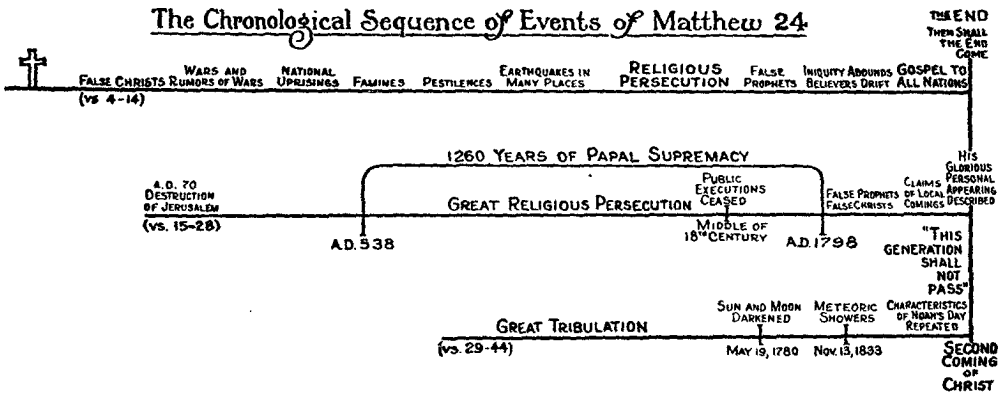 The Chronological Sequence of Events of Matthew 24
THE END
THEN SHALL
THE END
COME
FALSE CHRISTS
WARS AND
RUMORS OF WARS
NATIONAL
UPRISINGS
FAMINES
PESTILENCES
EARTHQUAKES IN
MANY PLACES
RELIGIOUS
PERSECUTION
FALSE
PROPHETS
INIQUITY ABOUNDS
BELIEVERS DRIFT
GOSPEL TO
ALL NATIONS
(vs 4-14)
1260 YEARS OF PAPAL SUPREMACY
A.D. 70
DESTRUCTION
OF JERUSALEM
(vs. 15-28)
GREAT RELIGIOUS PERSECUTION
PUBLIC
EXECUTIONS
CEASED
FALSE PROPHETS
FALSE CHRISTS
CLAIMS
OF LOCAL
COMINGS
HIS
GLORIOUS
PERSONAL
APPEARING
DESCRIBED
A.D. 538
MIDDLE OF
18TH CENTURY
A.D. 1798
"THIS
GENERATION
SHALL
NOT
PASS"
GREAT TRIBULATION
(vs. 29-44)
SUN AND MOON
DARKENED
METEORIC
SHOWERS
CHARACTERISTICS
OF NOAH'S DAY
REPEATED
MAY 19, 1780
NOV. 13, 1833
SECOND
COMING
OF
CHRIST